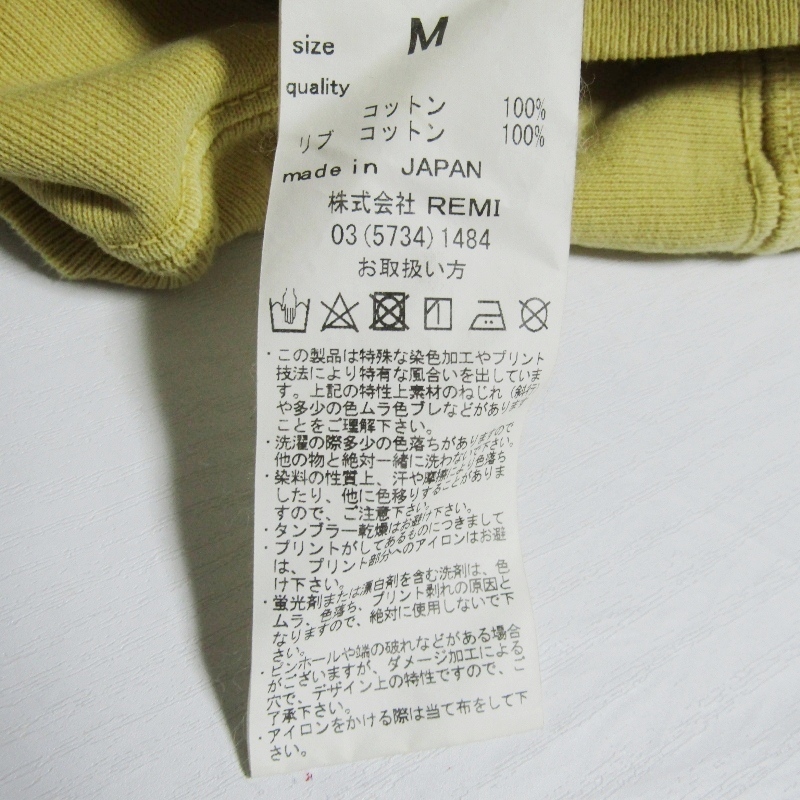 size M
quality
コットン 100%
リブ コットン 100%
made in JAPAN
株式会社 REMI
03(5734)1484
お取扱い方
・この製品は特殊な染色加工やプリント
技法により特有な風合いを出していま
す。上記の特性上素材のねじれ(斜行)
や多少の色ムラ色ブレなどがあります
ことをご理解下さい。
・洗濯の際多少の色落ちがありますので
他の物と絶対一緒に洗わないで下さい。
・染料の性質上、汗や摩擦により色落ち
したり、他に色移りすることがありま
すので、ご注意下さい。
・タンブラー乾燥はお避け下さい。
・プリントがしてあるものにつきまして
は、プリント部分へのアイロンはお避
け下さい。
・蛍光剤または漂白剤を含む洗剤は、色
ムラ、色落ち、プリント剥れの原因と
なりますので、絶対に使用しないで下
さい。
・ピンホールや端の破れなどがある場合
がございますが、ダメージ加工による
穴で、デザイン上の特性ですので、ご
了承下さい。
・アイロンをかける際は当て布をして下
さい。